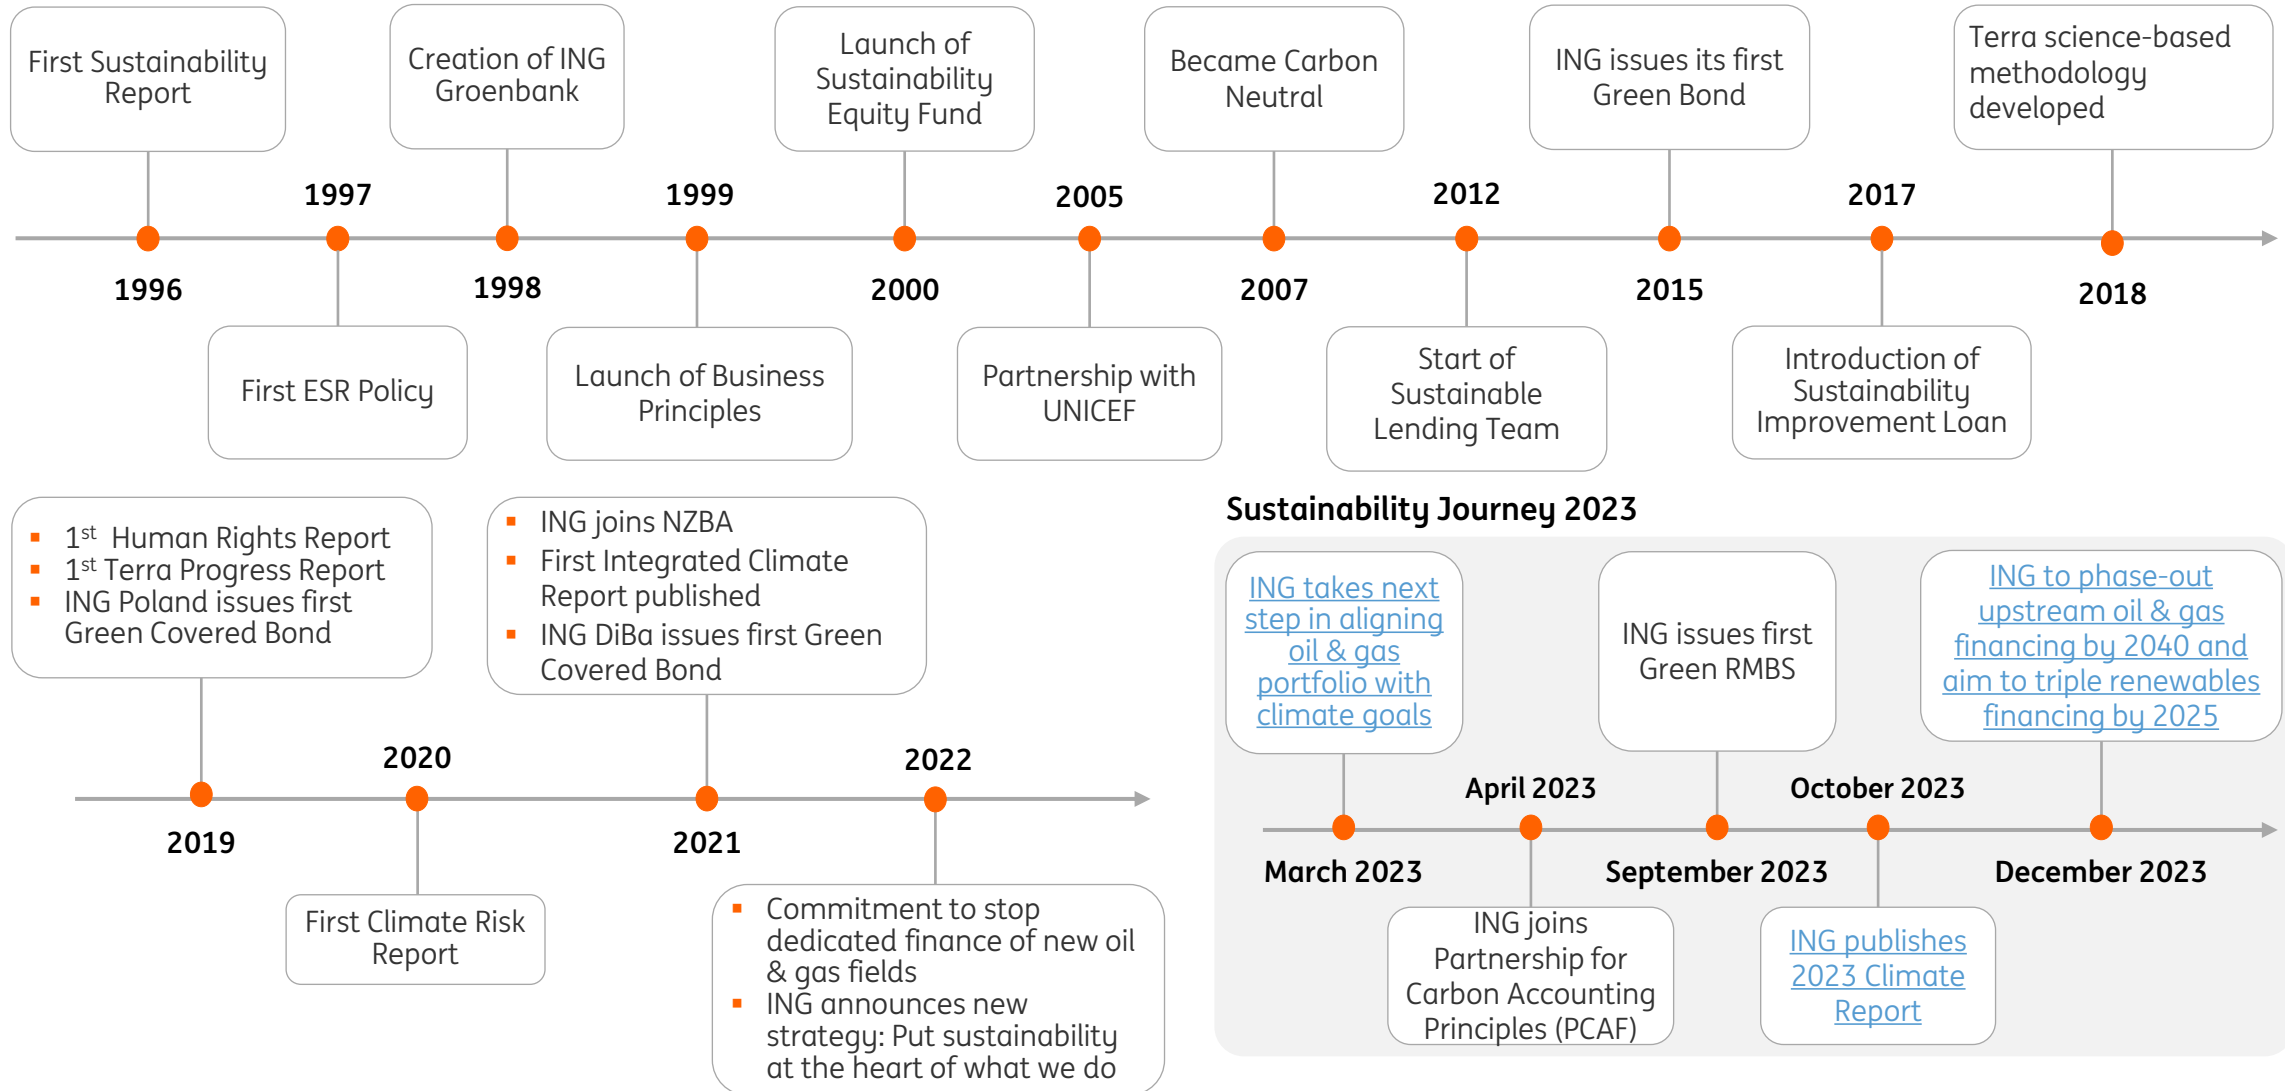 First Sustainability
Report
Creation of ING
Groenbank
Launch of
Sustainability
Equity Fund
Became Carbon
Neutral
ING issues its first
Green Bond
Terra science-based
methodology
developed
1997
1999
2005
2012
2017
1996
1998
2000
2007
2015
2018
First ESR Policy
Launch of Business
Principles
Partnership with
UNICEF
Start of
Sustainable
Lending Team
Introduction of
Sustainability
Improvement Loan
▪ 1st Human Rights Report
▪ 1st Terra Progress Report
▪ ING Poland issues first
Green Covered Bond
▪ ING joins NZBA
▪ First Integrated Climate
Report published
▪ ING DiBa issues first Green
Covered Bond
2020
2022
2019
2021
First Climate Risk
Report
▪ Commitment to stop
dedicated finance of new oil
& gas fields
▪ ING announces new
strategy: Put sustainability
at the heart of what we do
Sustainability Journey 2023
ING takes next
step in aligning
oil & gas
portfolio with
climate goals
ING issues first
Green RMBS
ING to phase-out
upstream oil & gas
financing by 2040 and
aim to triple renewables
financing by 2025
April 2023
October 2023
March 2023
September 2023
December 2023
ING joins
Partnership for
Carbon Accounting
Principles (PCAF)
ING publishes
2023 Climate
Report